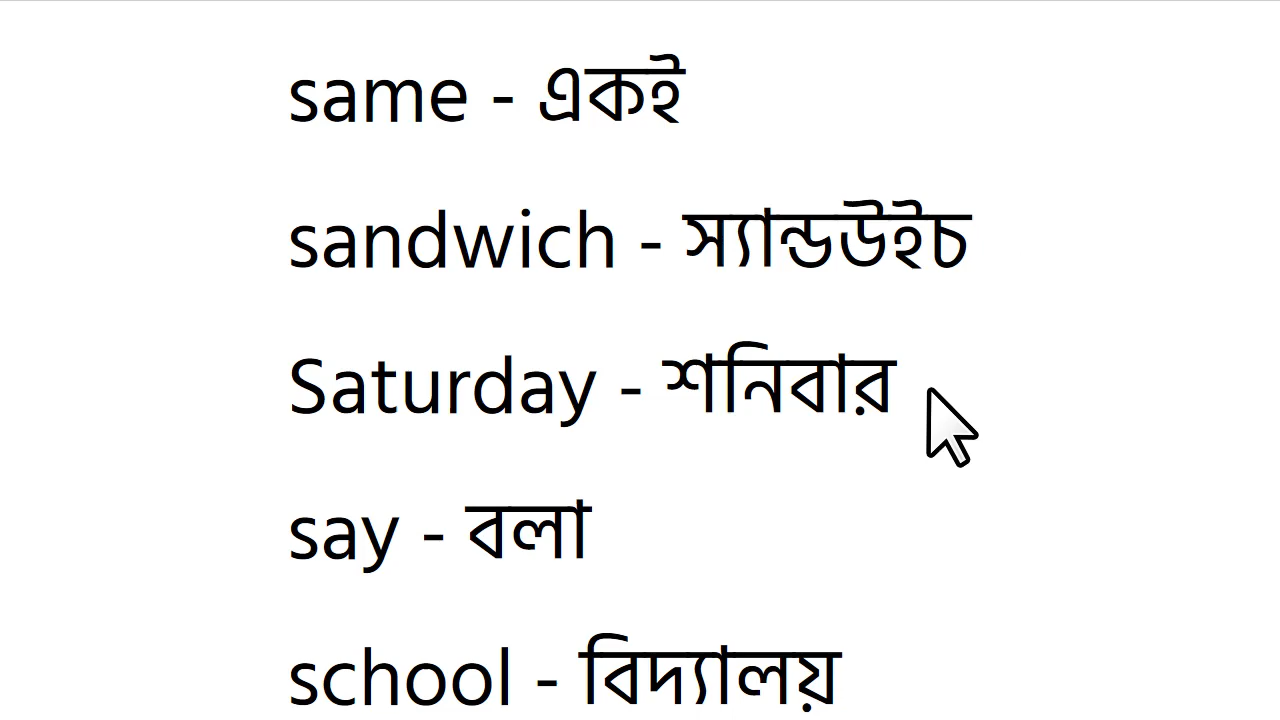 same - একই
sandwich - স্যান্ডউইচ
Saturday - শনিবার
say - বলা
school - বিদ্যালয়